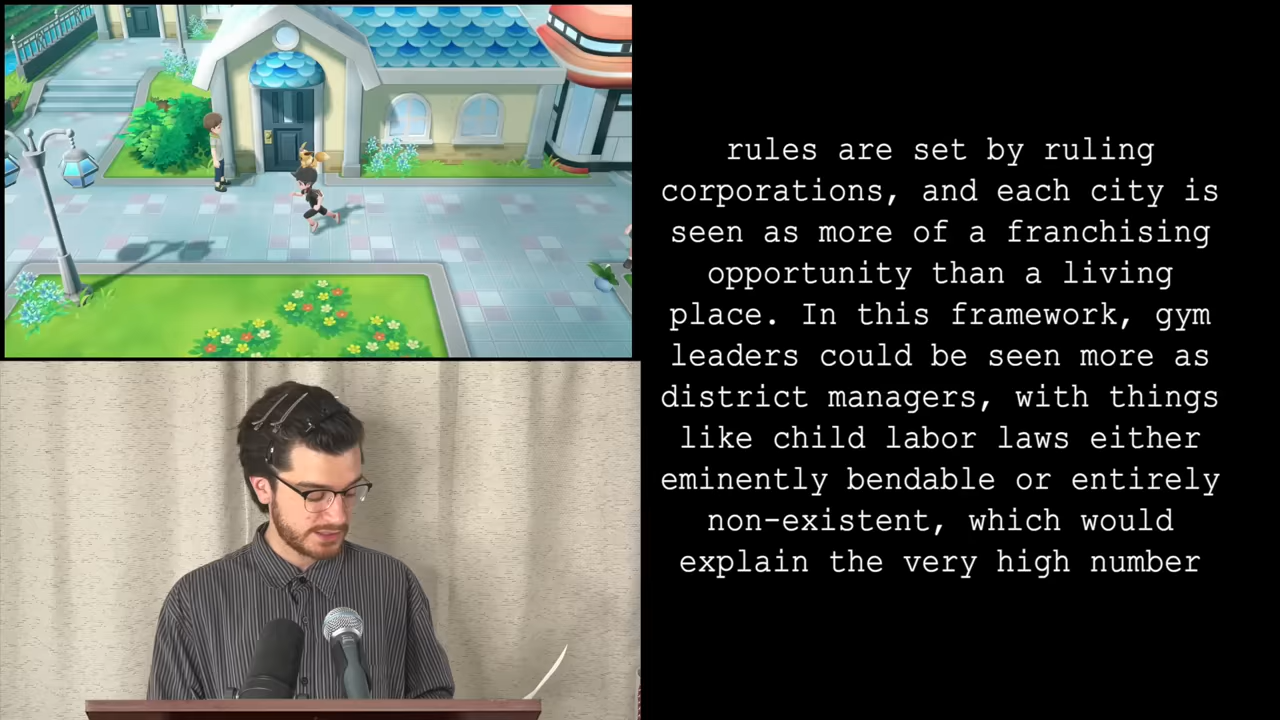 rules are set by ruling
corporations, and each city is
seen as more of a franchising
opportunity than a living
place. In this framework, gym
leaders could be seen more as
district managers, with things
like child labor laws either
eminently bendable or entirely
non-existent, which would
explain the very high number